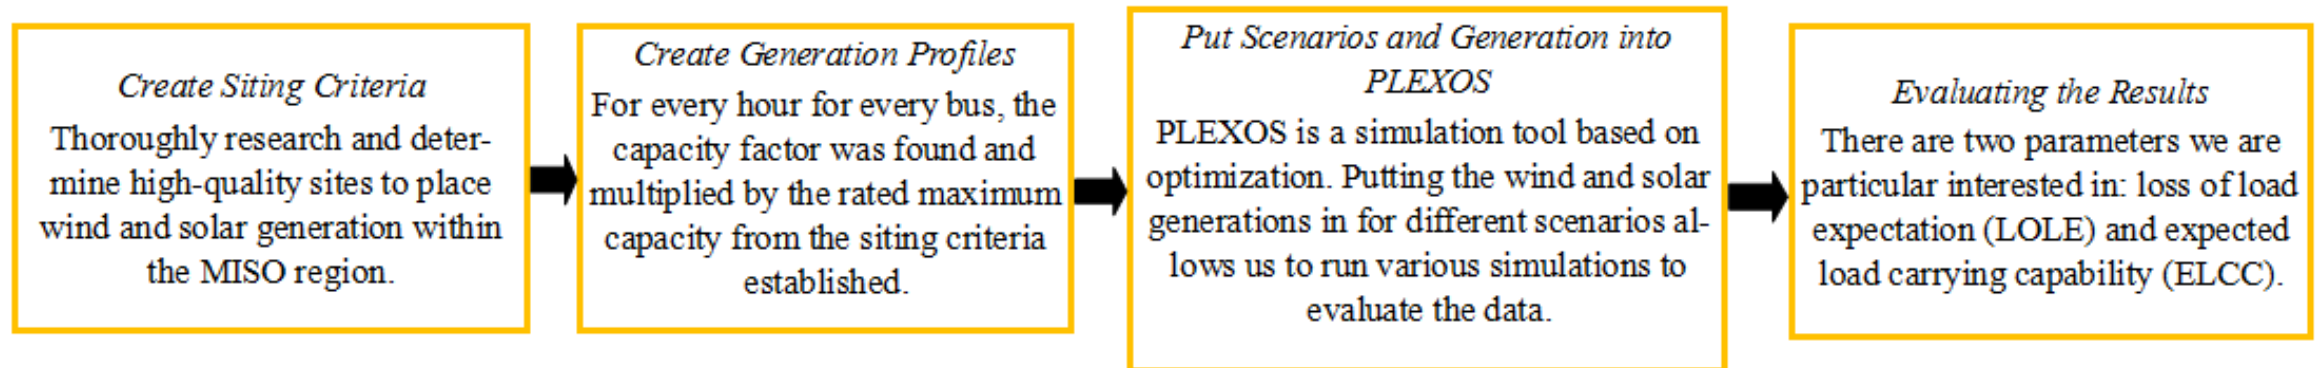 Create Siting Criteria
Thoroughly research and deter-
mine high-quality sites to place
wind and solar generation within
the MISO region.
Create Generation Profiles
For every hour for every bus, the
capacity factor was found and
multiplied by the rated maximum
capacity from the siting criteria
established.
Put Scenarios and Generation into
PLEXOS
PLEXOS is a simulation tool based on
optimization. Putting the wind and solar
generations in for different scenarios al-
lows us to run various simulations to
evaluate the data.
Evaluating the Results
There are two parameters we are
particular interested in: loss of load
expectation (LOLE) and expected
load carrying capability (ELCC).